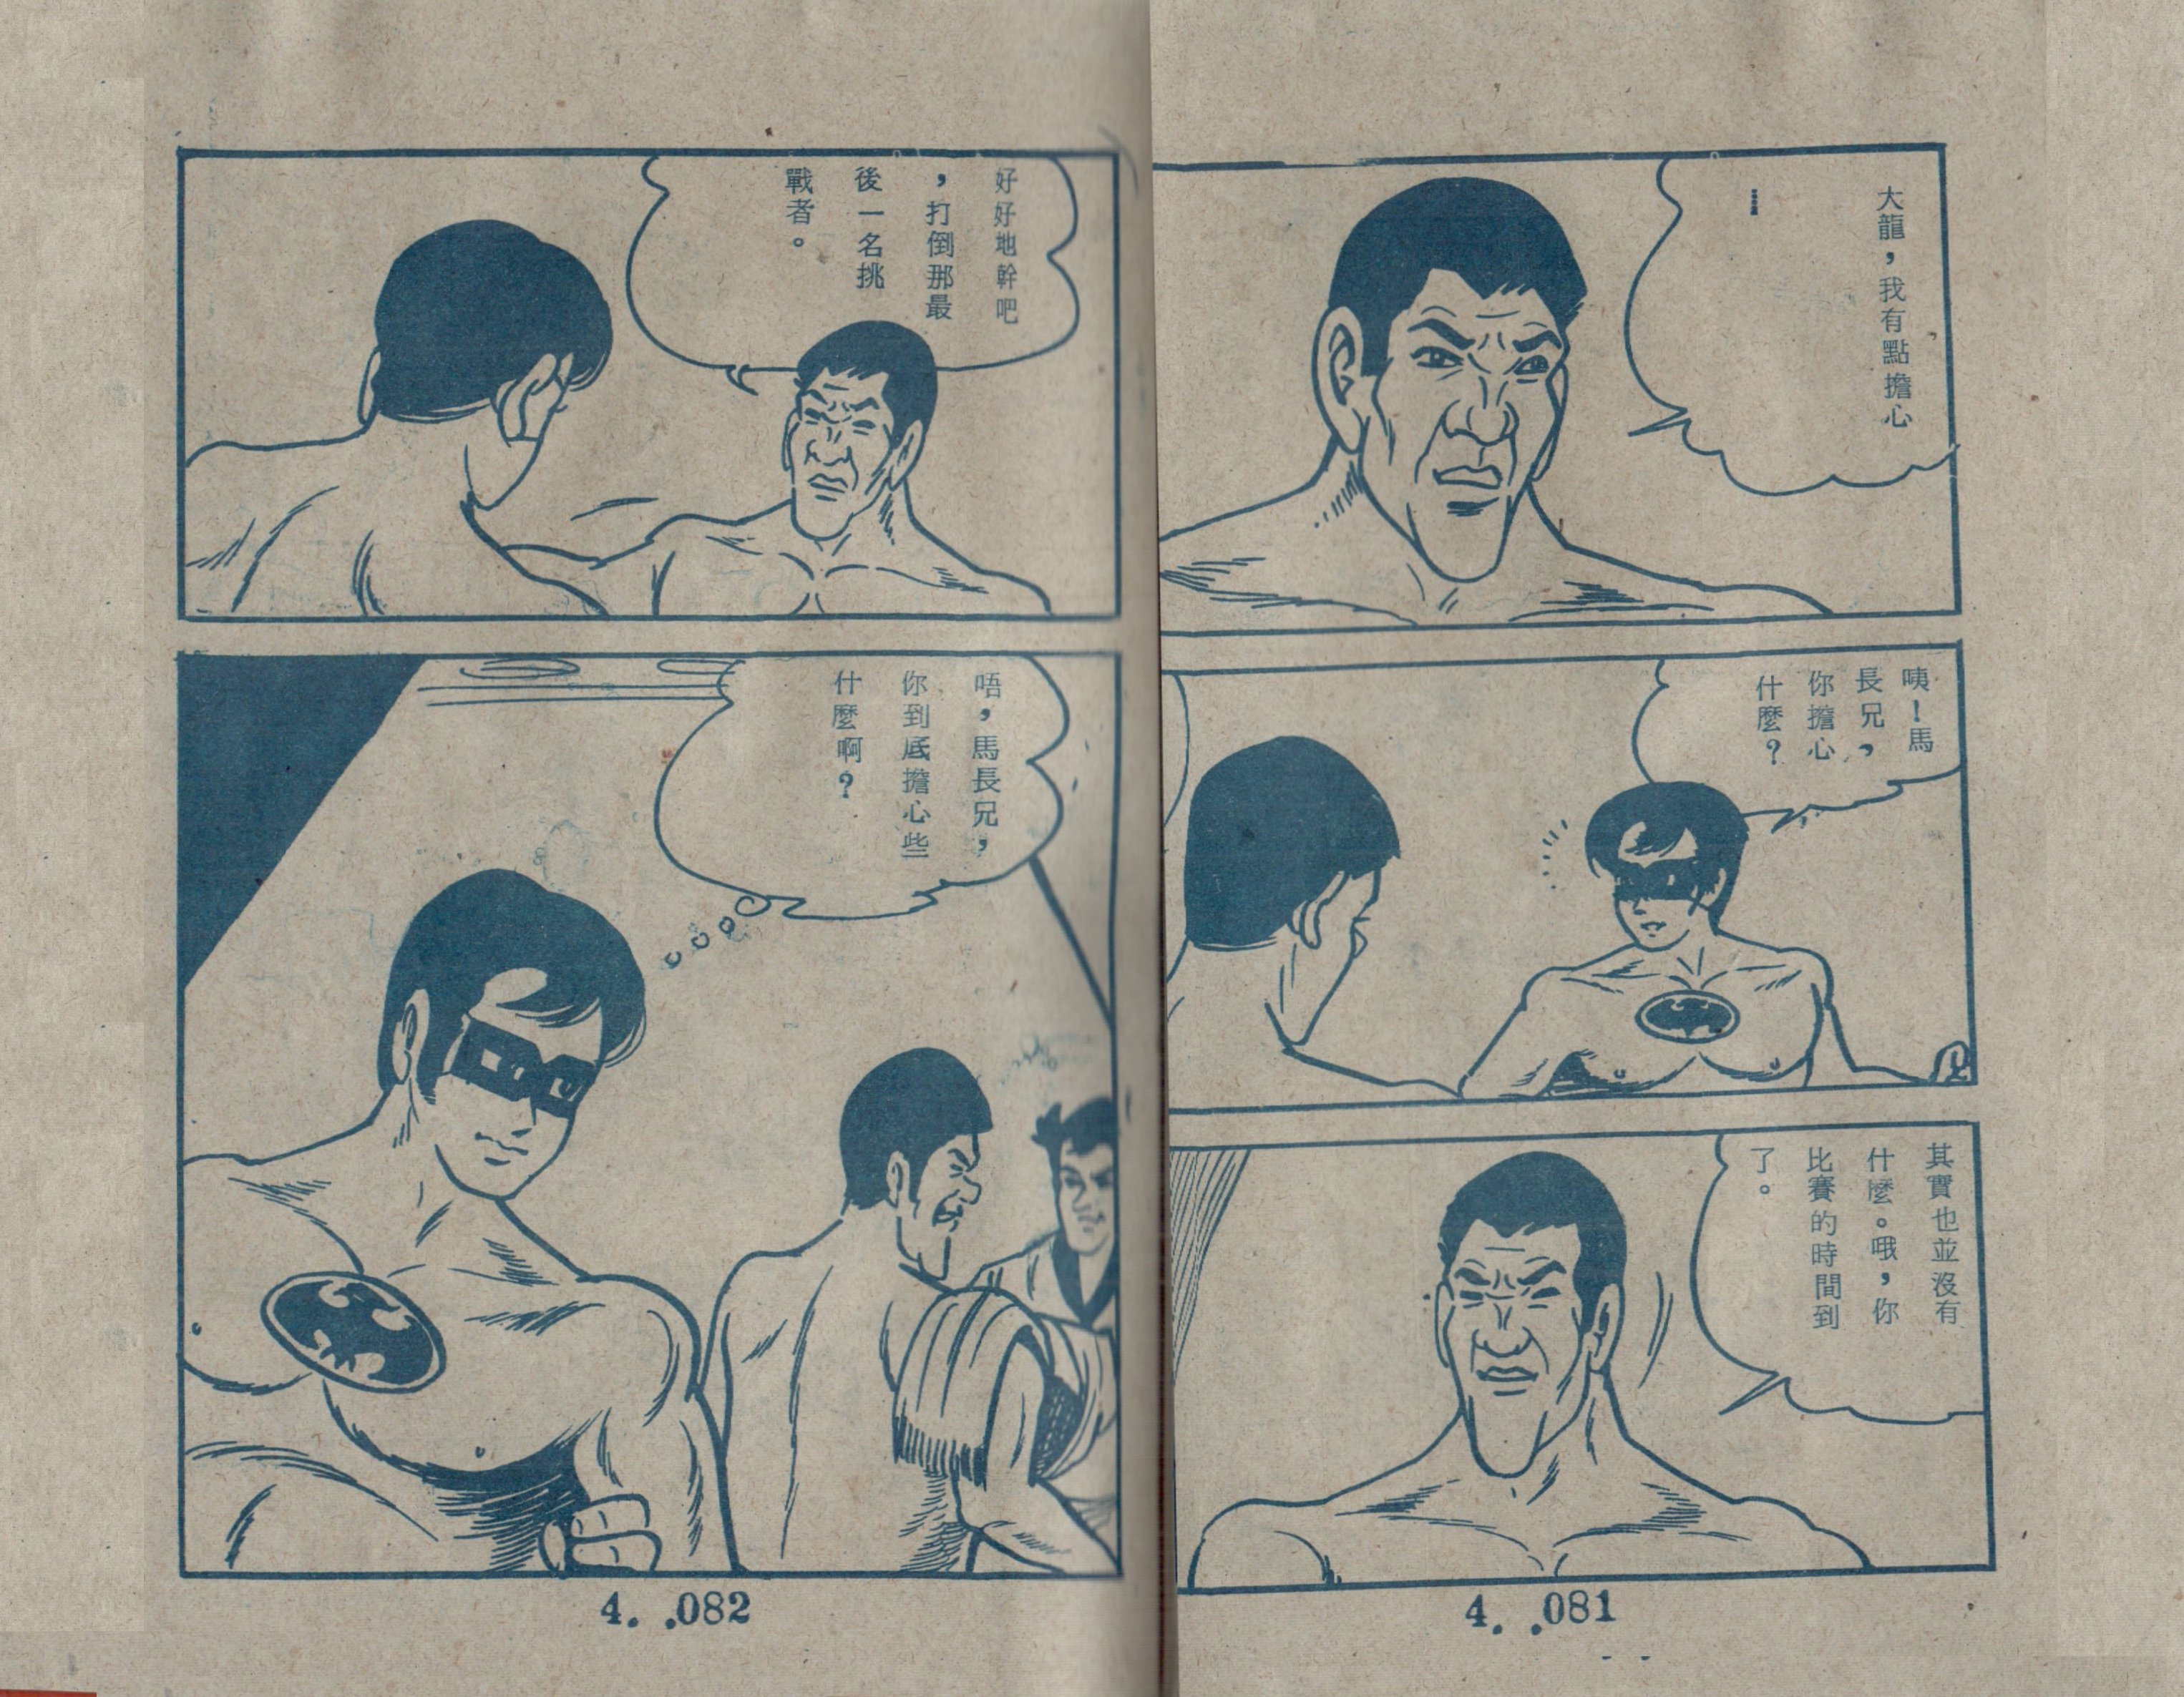 大龍，我有點擔心
⋯
咦！馬
長兄，
你擔心
什麼？
其實也並沒有
什麼。哦，你
比賽的時間到
了。
4. .081
好好地幹吧
，打倒那最
後一名挑
戰者。
唔，馬長兄，
你到底擔心些
什麼啊？
4. .082